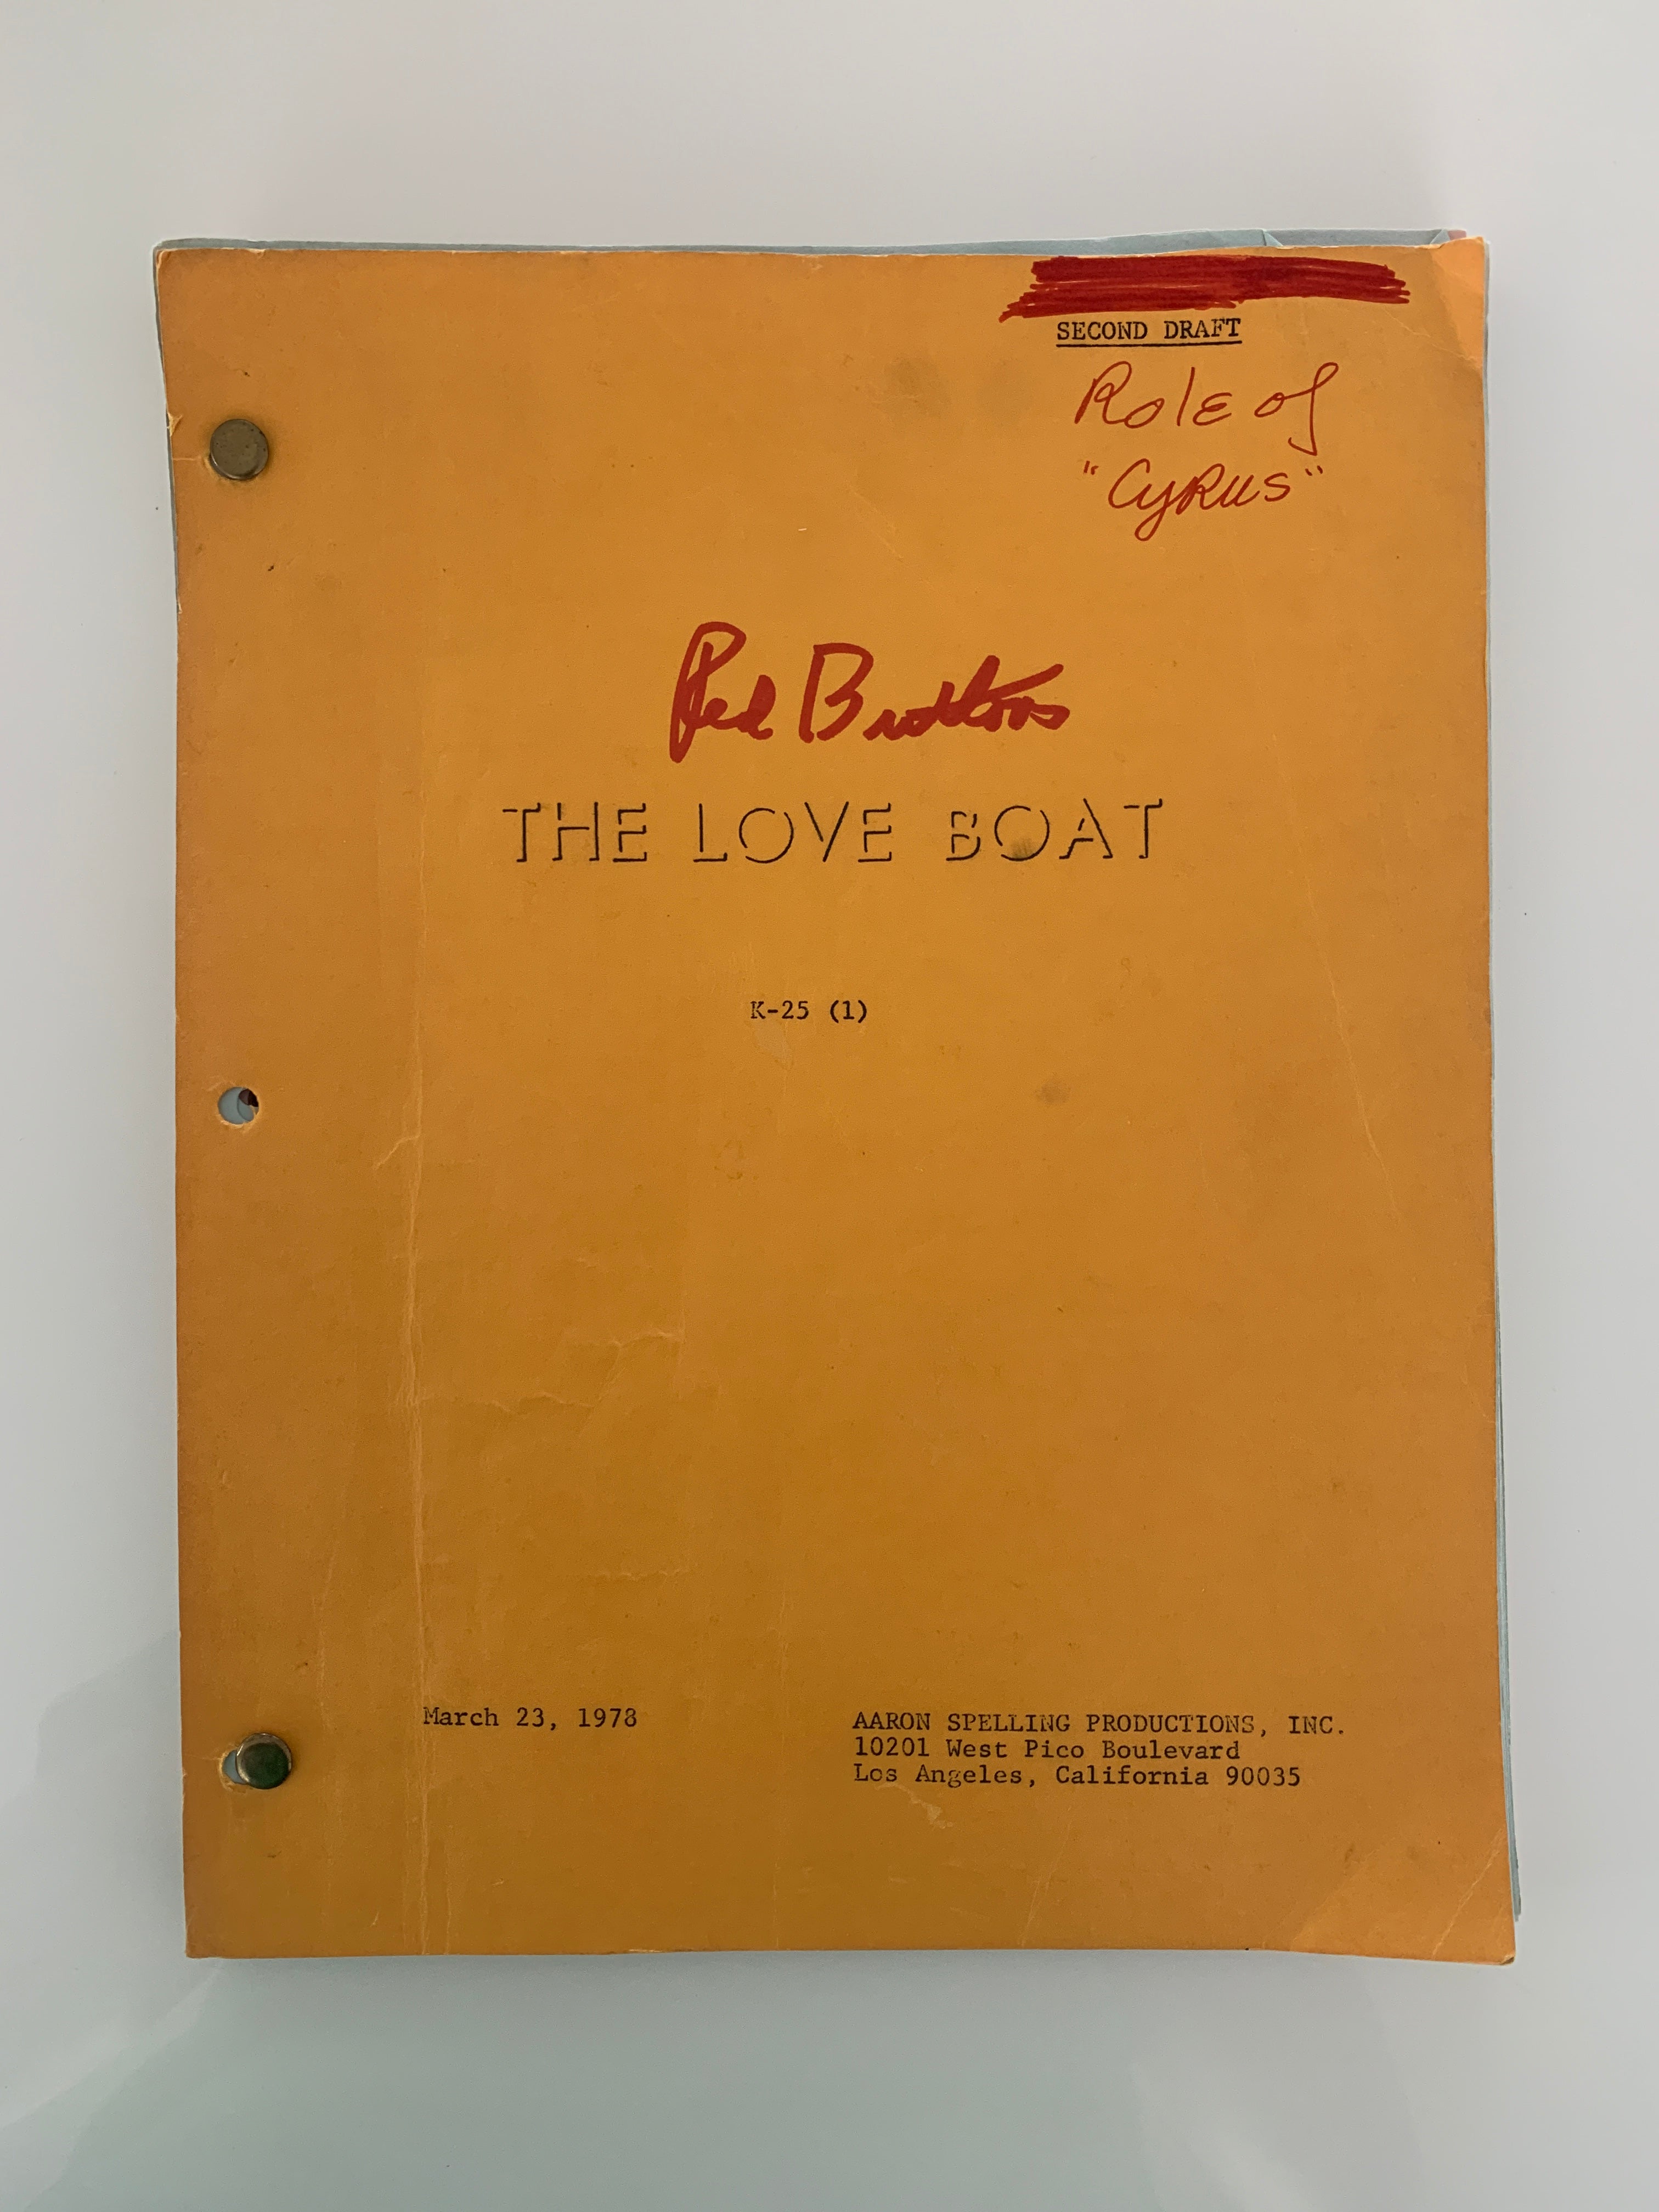 SECOND DRAFT
Role of
"Cyrus"
Red Buttons
THE LOVE BOAT
K-25 (1)
March 23, 1978
AARON SPELLING PRODUCTIONS, INC.
10201 West Pico Boulevard
Los Angeles, California 90035